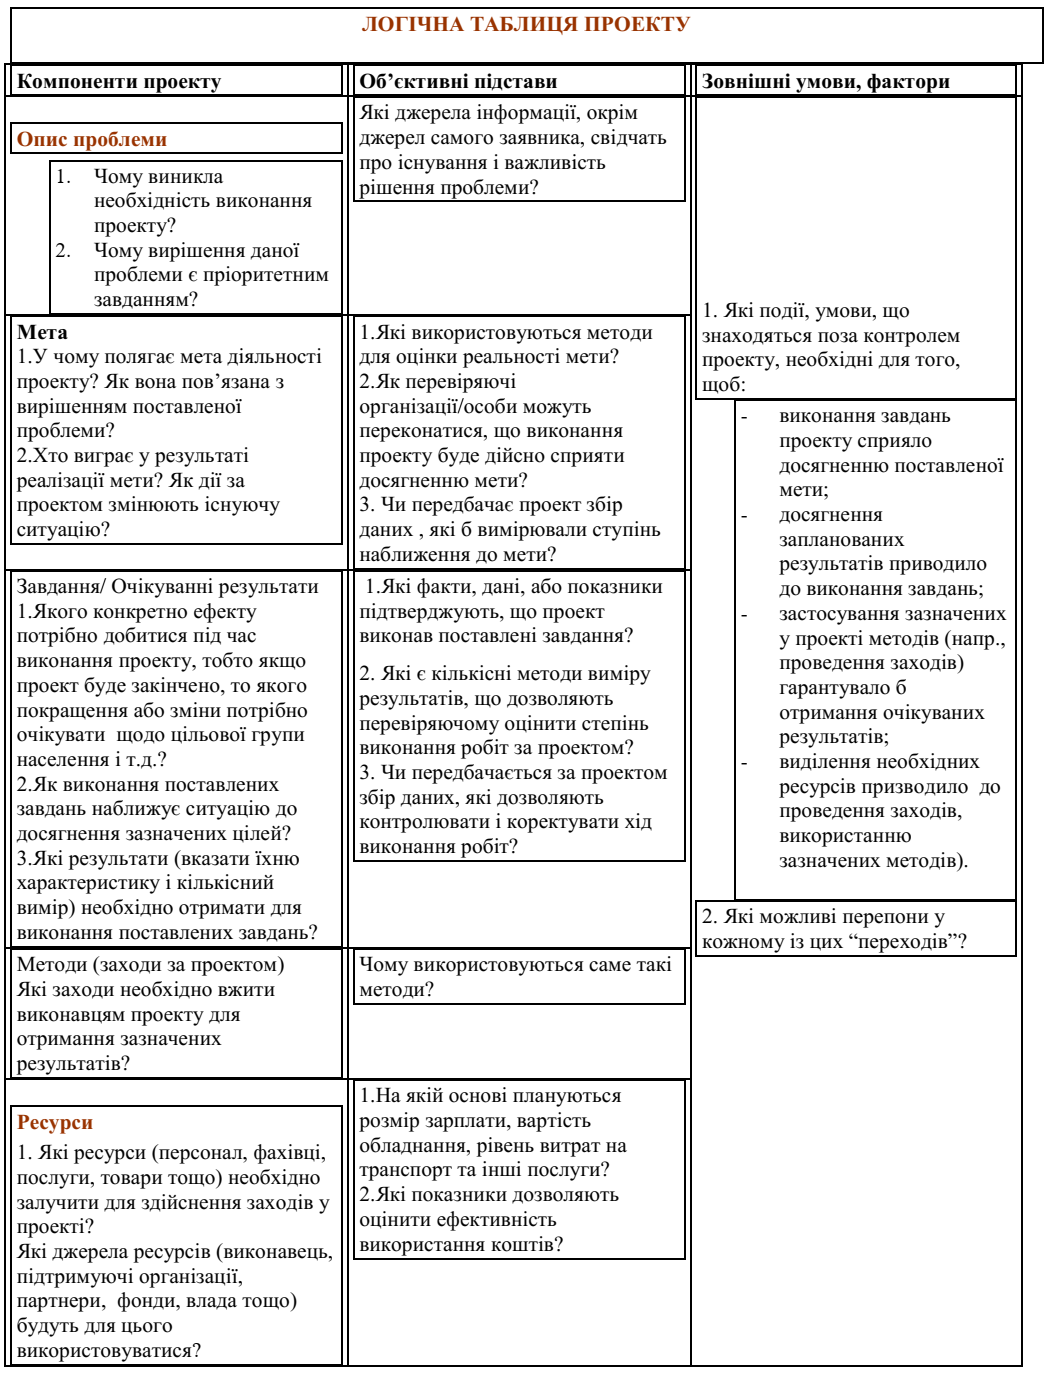 ЛОГІЧНА ТАБЛИЦЯ ПРОЕКТУ
Компоненти проекту
Об’єктивні підстави
Зовнішні умови, фактори
Опис проблеми
1. Чому виникла
необхідність виконання
проекту?
2. Чому вирішення даної
проблеми є пріоритетним
завданням?
Які джерела інформації, окрім
джерел самого заявника, свідчать
про існування і важливість
рішення проблеми?
Мета
1.У чому полягає мета діяльності
проекту? Як вона пов’язана з
вирішенням поставленої
проблеми?
2.Хто виграє у результаті
реалізації мети? Як дії за
проектом змінюють існуючу
ситуацію?
1.Які використовуються методи
для оцінки реальності мети?
2.Як перевіряючі
організації/особи можуть
переконатися, що виконання
проекту буде дійсно сприяти
досягненню мети?
3. Чи передбачає проект збір
даних , які б вимірювали ступінь
наближення до мети?
Завдання/ Очікуванні результати
1.Якого конкретно ефекту
потрібно добитися під час
виконання проекту, тобто якщо
проект буде закінчено, то якого
покращення або зміни потрібно
очікувати  щодо цільової групи
населення і т.д.?
2.Як виконання поставлених
завдань наближує ситуацію до
досягнення зазначених цілей?
3.Які результати (вказати їхню
характеристику і кількісний
вимір) необхідно отримати для
виконання поставлених завдань?
1.Які факти, дані, або показники
підтверджують, що проект
виконав поставлені завдання?
2. Які є кількісні методи виміру
результатів, що дозволяють
перевіряючому оцінити степінь
виконання робіт за проектом?
3. Чи передбачається за проектом
збір даних, які дозволяють
контролювати і коректувати хід
виконання робіт?
Методи (заходи за проектом)
Які заходи необхідно вжити
виконавцям проекту для
отримання зазначених
результатів?
Чому використовуються саме такі
методи?
Ресурси
1. Які ресурси (персонал, фахівці,
послуги, товари тощо) необхідно
залучити для здійснення заходів у
проекті?
Які джерела ресурсів (виконавець,
підтримуючі організації,
партнери,  фонди, влада тощо)
будуть для цього
використовуватися?
1.На якій основі плануються
розмір зарплати, вартість
обладнання, рівень витрат на
транспорт та інші послуги?
2.Які показники дозволяють
оцінити ефективність
використання коштів?
1. Які події, умови, що
знаходяться поза контролем
проекту, необхідні для того,
щоб:
- виконання завдань
проекту сприяло
досягненню поставленої
мети;
- досягнення
запланованих
результатів приводило
до виконання завдань;
- застосування зазначених
у проекті методів (напр.,
проведення заходів)
гарантувало б
отримання очікуваних
результатів;
- виділення необхідних
ресурсів призводило  до
проведення заходів,
використанню
зазначених методів).
2. Які можливі перепони у
кожному із цих “переходів”?